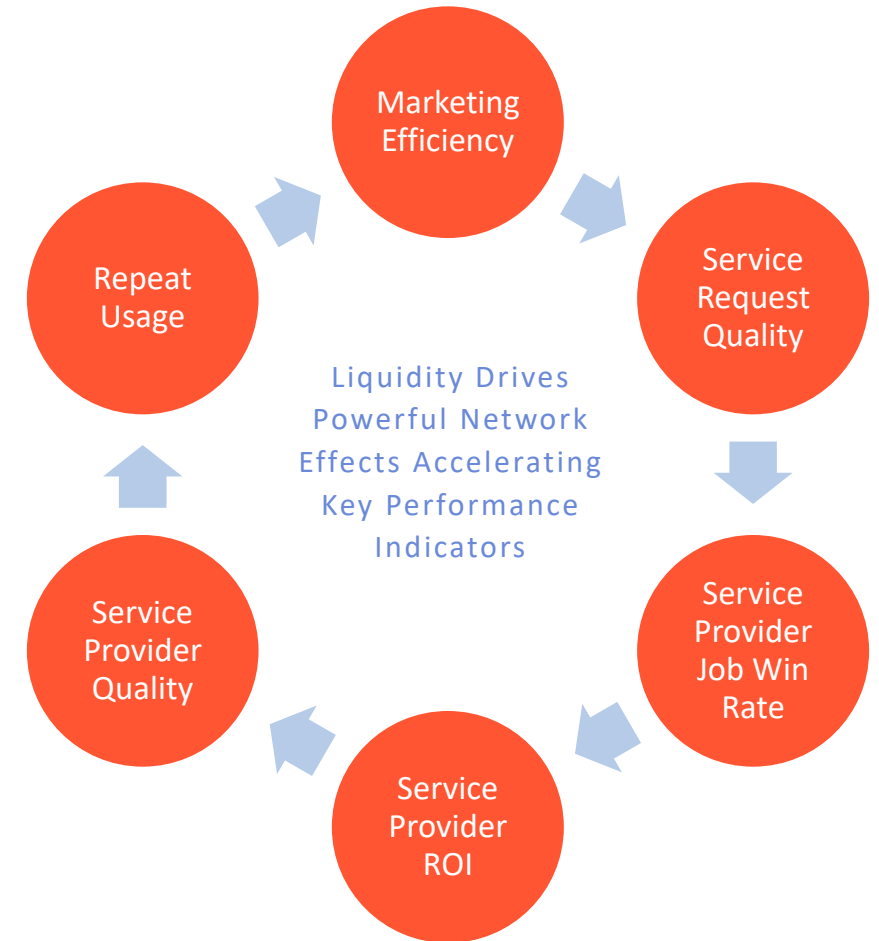 Marketing
Efficiency
Service
Request
Quality
Service
Provider
Job Win
Rate
Service
Provider
ROI
Service
Provider
Quality
Repeat
Usage
Liquidity Drives
Powerful Network
Effects Accelerating
Key Performance
Indicators